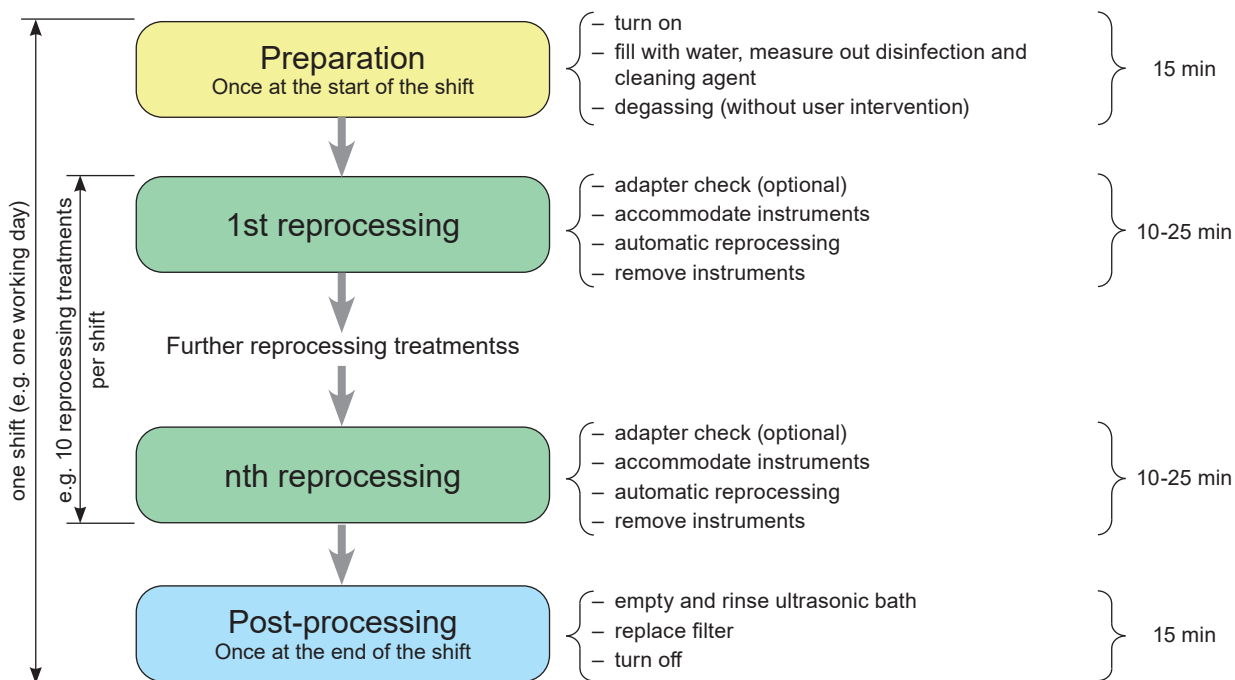 Preparation
Once at the start of the shift
– turn on
– fill with water, measure out disinfection and
cleaning agent
– degassing (without user intervention)
15 min
one shift (e.g. one working day)
e.g. 10 reprocessing treatments
per shift
1st reprocessing
– adapter check (optional)
– accommodate instruments
– automatic reprocessing
– remove instruments
10-25 min
Further reprocessing treatmentss
nth reprocessing
– adapter check (optional)
– accommodate instruments
– automatic reprocessing
– remove instruments
10-25 min
Post-processing
Once at the end of the shift
– empty and rinse ultrasonic bath
– replace filter
– turn off
15 min